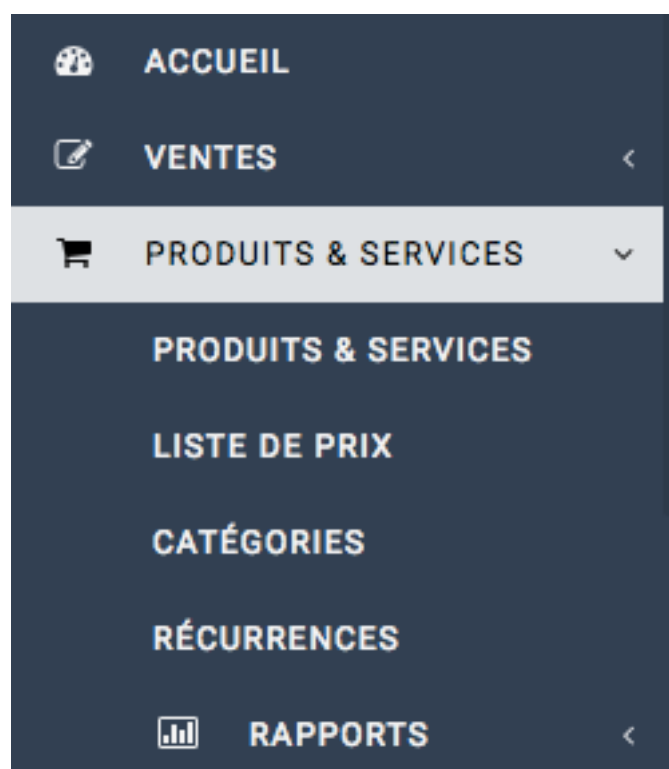 ACCUEIL
VENTES
PRODUITS & SERVICES
PRODUITS & SERVICES
LISTE DE PRIX
CATÉGORIES
RÉCURRENCES
RAPPORTS